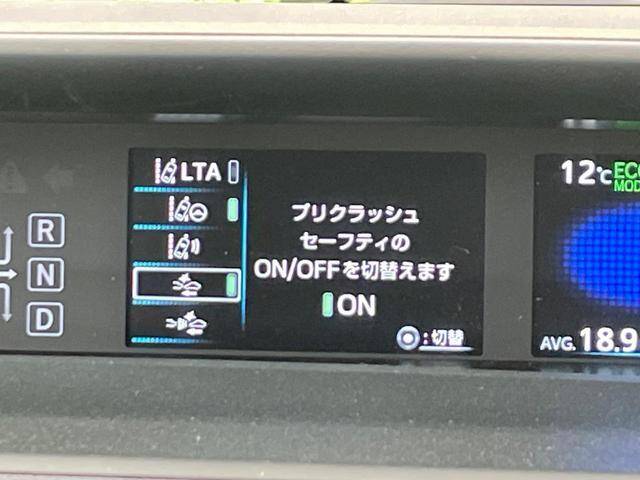 LTA
プリクラッシュ
セーフティの
ON/OFFを切替えます
ON
:切替
R
N
D
12℃
ECO
MODE
AVG. 18.9